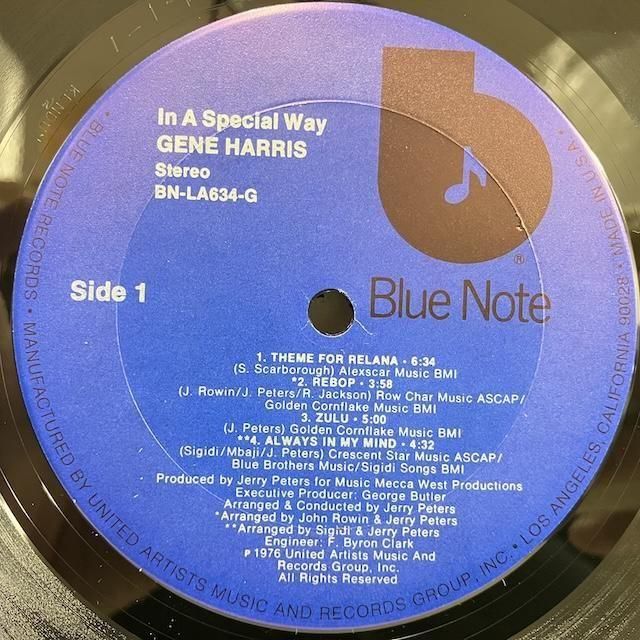 In A Special Way
GENE HARRIS
Stereo
BN-LA634-G
Side 1
Blue Note
®
1. THEME FOR RELANA • 6:34
(S. Scarborough) Alexscar Music BMI
*2. REBOP • 3:58
(J. Rowin/J. Peters/R. Jackson) Row Char Music ASCAP/
Golden Cornflake Music BMI
3. ZULU • 5:00
(J. Peters) Golden Cornflake Music BMI
**4. ALWAYS IN MY MIND • 4:32
(Sigidi/Mbaji/J. Peters) Crescent Star Music ASCAP/
Blue Brothers Music/Sigidi Songs BMI
Produced by Jerry Peters for Music Mecca West Productions
Executive Producer: George Butler
Arranged & Conducted by Jerry Peters
*Arranged by John Rowin & Jerry Peters
**Arranged by Sigidi & Jerry Peters
Engineer: F. Byron Clark
℗ 1976 United Artists Music And
Records Group, Inc.
All Rights Reserved
• BLUE NOTE RECORDS • MANUFACTURED BY UNITED ARTISTS MUSIC AND RECORDS GROUP, INC. • LOS ANGELES, CALIFORNIA 90028 • MADE IN U.S.A. •